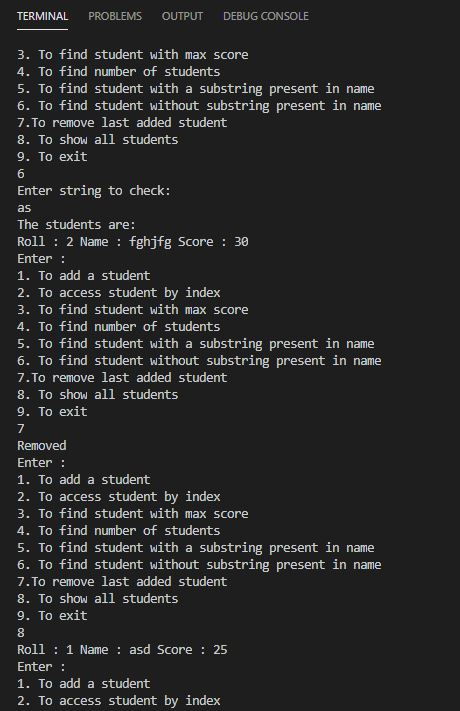 TERMINAL PROBLEMS OUTPUT DEBUG CONSOLE
3. To find student with max score
4. To find number of students
5. To find student with a substring present in name
6. To find student without substring present in name
7.To remove last added student
8. To show all students
9. To exit
6
Enter string to check:
as
The students are:
Roll : 2 Name : fghjfg Score : 30
Enter :
1. To add a student
2. To access student by index
3. To find student with max score
4. To find number of students
5. To find student with a substring present in name
6. To find student without substring present in name
7.To remove last added student
8. To show all students
9. To exit
7
Removed
Enter :
1. To add a student
2. To access student by index
3. To find student with max score
4. To find number of students
5. To find student with a substring present in name
6. To find student without substring present in name
7.To remove last added student
8. To show all students
9. To exit
8
Roll : 1 Name : asd Score : 25
Enter :
1. To add a student
2. To access student by index